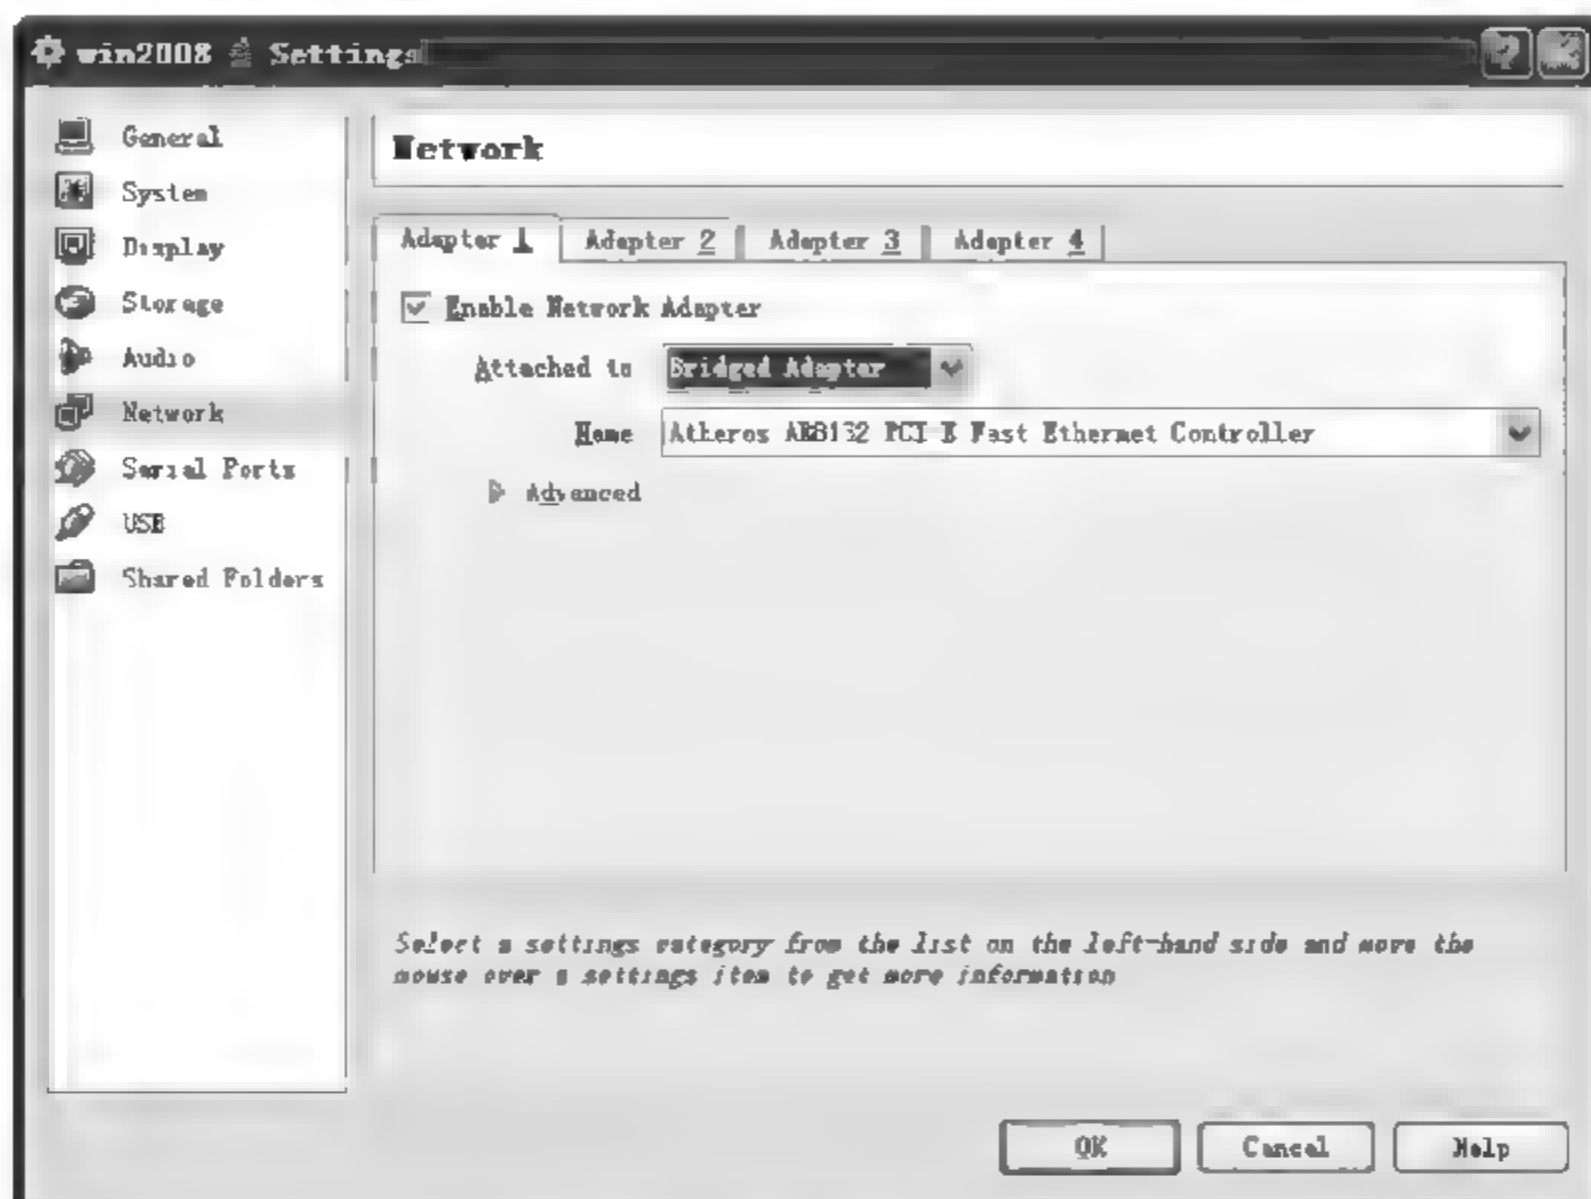 win2008 - Settings
General
System
Display
Storage
Audio
Network
Serial Ports
USB
Shared Folders
Network
Adapter 1
Adapter 2
Adapter 3
Adapter 4
Enable Network Adapter
Attached to
Bridged Adapter
Name
Atheros AR8132 PCI-E Fast Ethernet Controller
Advanced
Select a settings category from the list on the left-hand side and move the
mouse over a settings item to get more information
OK
Cancel
Help